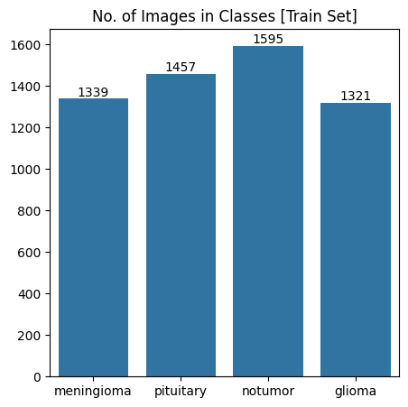 No. of Images in Classes [Train Set]
1600
1400
1200
1000
800
600
400
200
0
1339
1457
1595
1321
meningioma
pituitary
notumor
glioma